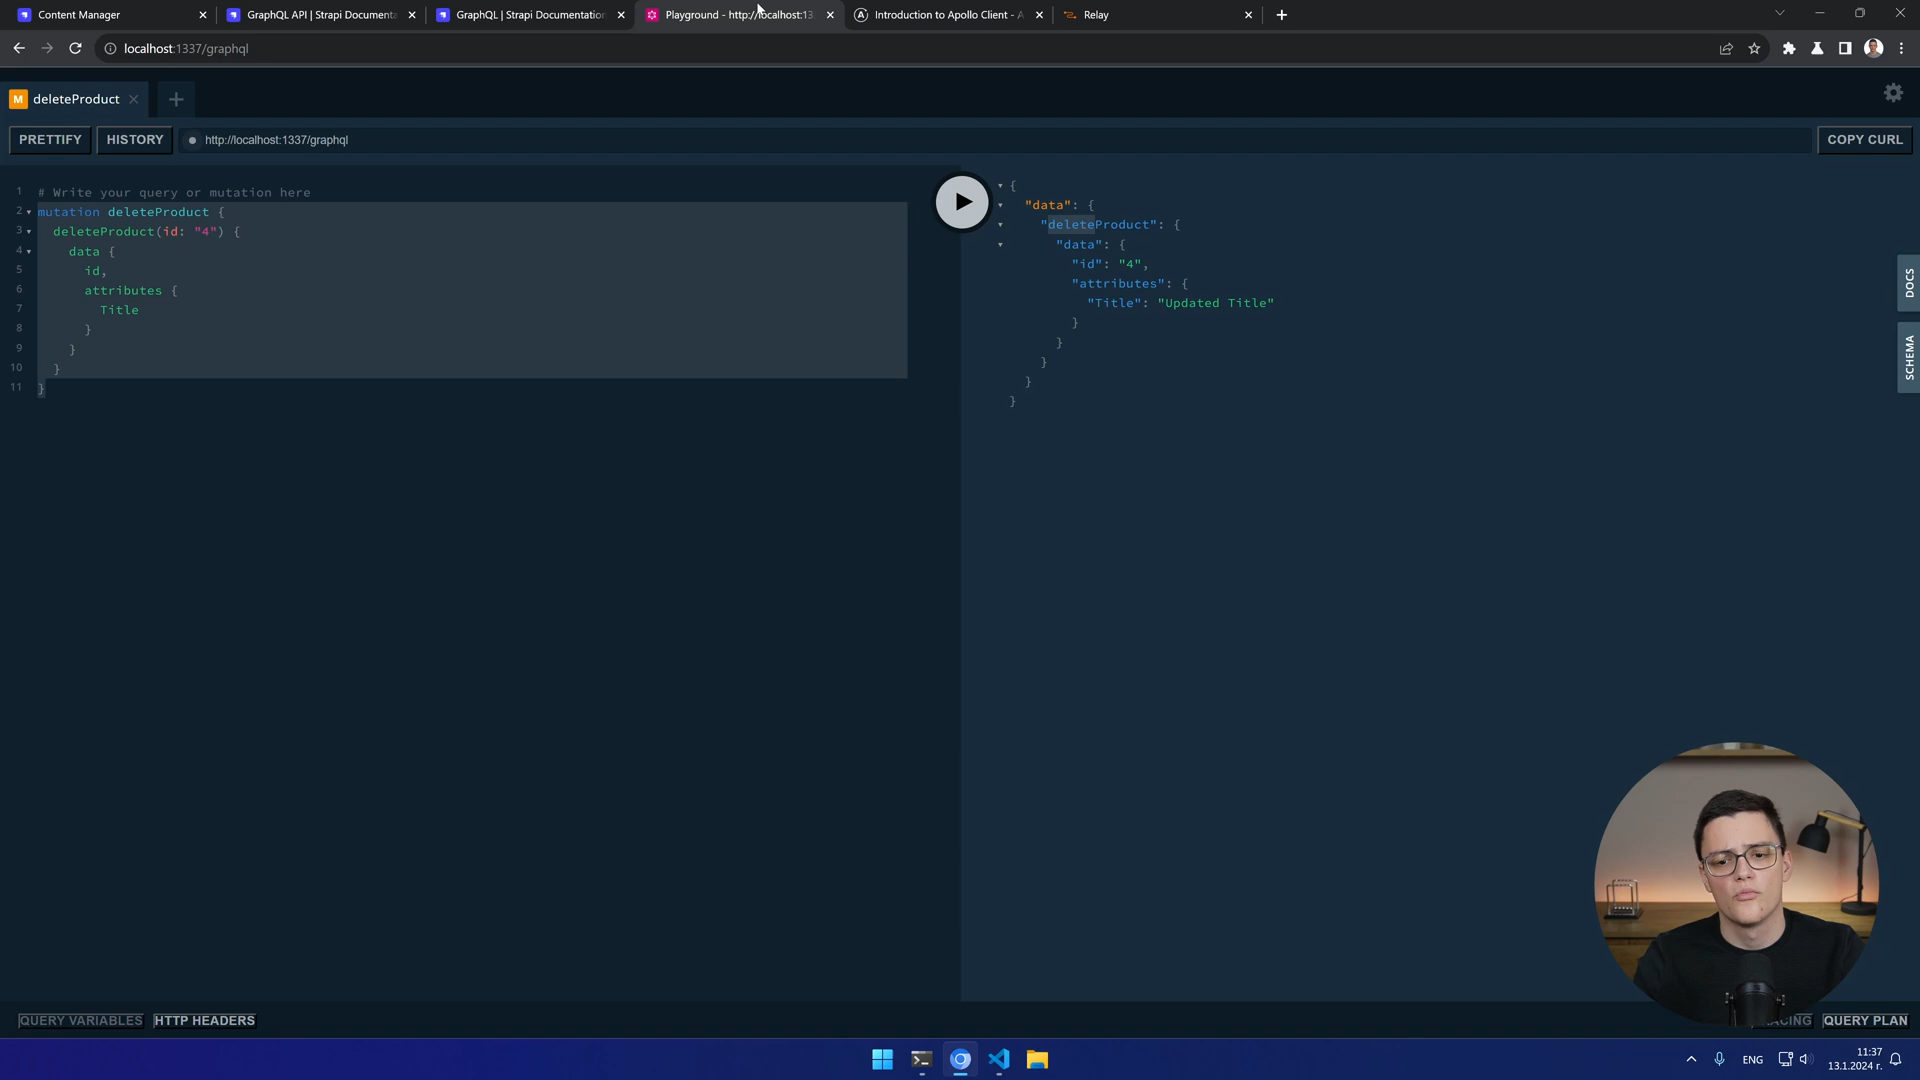 Content Manager
GraphQL API | Strapi Documenta
GraphQL | Strapi Documentation
Playground - http://localhost:13
Introduction to Apollo Client - A
Relay
localhost:1337/graphql
M deleteProduct
PRETTIFY
HISTORY
http://localhost:1337/graphql
COPY CURL
1 # Write your query or mutation here
2 mutation deleteProduct {
3 deleteProduct(id: "4") {
4 data {
5 id,
6 attributes {
7 Title
8 }
9 }
10 }
11 }
{
"data": {
"deleteProduct": {
"data": {
"id": "4",
"attributes": {
"Title": "Updated Title"
}
}
}
}
}
DOCS
SCHEMA
QUERY VARIABLES
HTTP HEADERS
QUERY PLAN
ENG
11:37
13.1.2024 г.